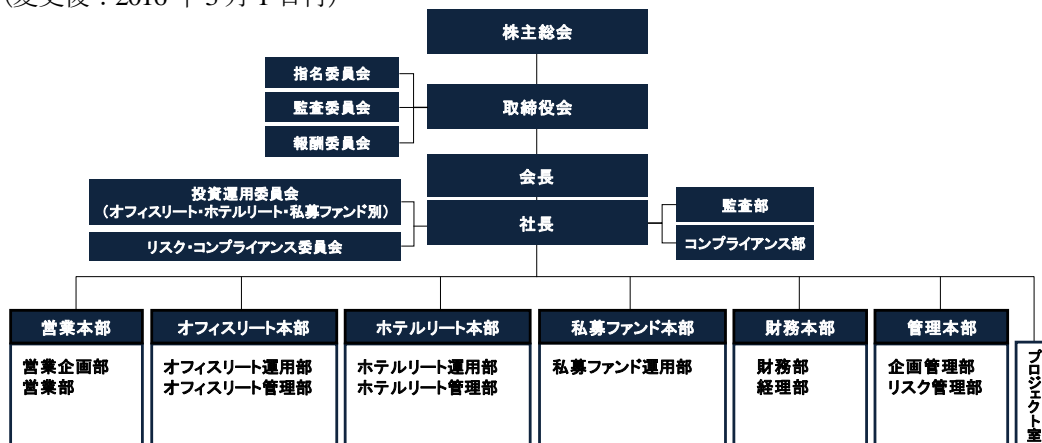 株主総会
指名委員会
監査委員会
報酬委員会
取締役会
会長
投資運用委員会
(オフィスリート・ホテルリート・私募ファンド別)
社長
監査部
リスク・コンプライアンス委員会
コンプライアンス部
営業本部
オフィスリート本部
ホテルリート本部
私募ファンド本部
財務本部
管理本部
営業企画部
営業部
オフィスリート運用部
オフィスリート管理部
ホテルリート運用部
ホテルリート管理部
私募ファンド運用部
財務部
経理部
企画管理部
リスク管理部
プロジェクト室